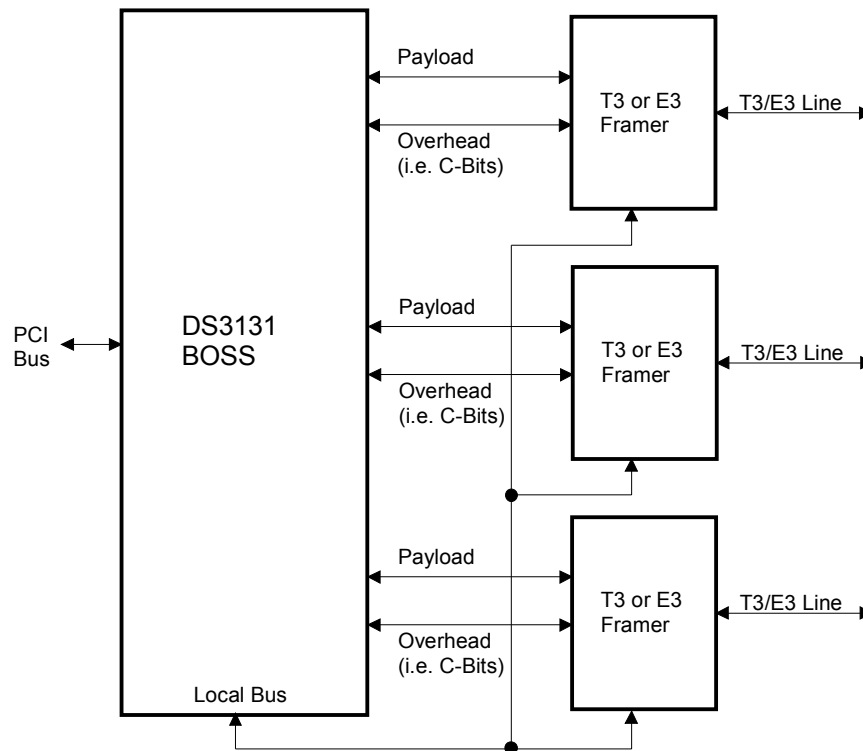 Payload
Overhead
(i.e. C-Bits)
T3 or E3
Framer
T3/E3 Line
PCI
Bus
DS3131
BOSS
Payload
Overhead
(i.e. C-Bits)
T3 or E3
Framer
T3/E3 Line
Payload
Overhead
(i.e. C-Bits)
T3 or E3
Framer
T3/E3 Line
Local Bus